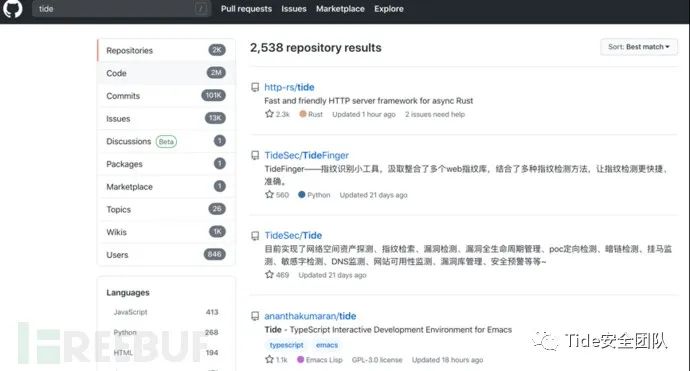 tide
/
Pull requests Issues Marketplace Explore
Repositories 2K
Code 2M
Commits 101K
Issues 13K
Discussions Beta 1
Packages 1
Marketplace 1
Topics 26
Wikis 1K
Users 846
Languages
JavaScript 413
Python 268
HTML 194
2,538 repository results
Sort: Best match
http-rs/tide
Fast and friendly HTTP server framework for async Rust
2.3k Rust Updated 1 hour ago 2 issues need help
TideSec/TideFinger
TideFinger——指纹识别小工具，汲取整合了多个web指纹库，结合了多种指纹检测方法，让指纹检测更快捷、
准确。
560 Python Updated 21 days ago
TideSec/Tide
目前实现了网络空间资产探测、指纹检索、漏洞检测、漏洞全生命周期管理、poc定向检测、暗链检测、挂马监
测、敏感字检测、DNS监测、网站可用性监测、漏洞库管理、安全预警等等~
469 Updated 21 days ago
ananthakumaran/tide
Tide - TypeScript Interactive Development Environment for Emacs
typescript emacs
1.1k Emacs Lisp GPL-3.0 license Updated 18 hours ago
FREEBUF
Tide安全团队